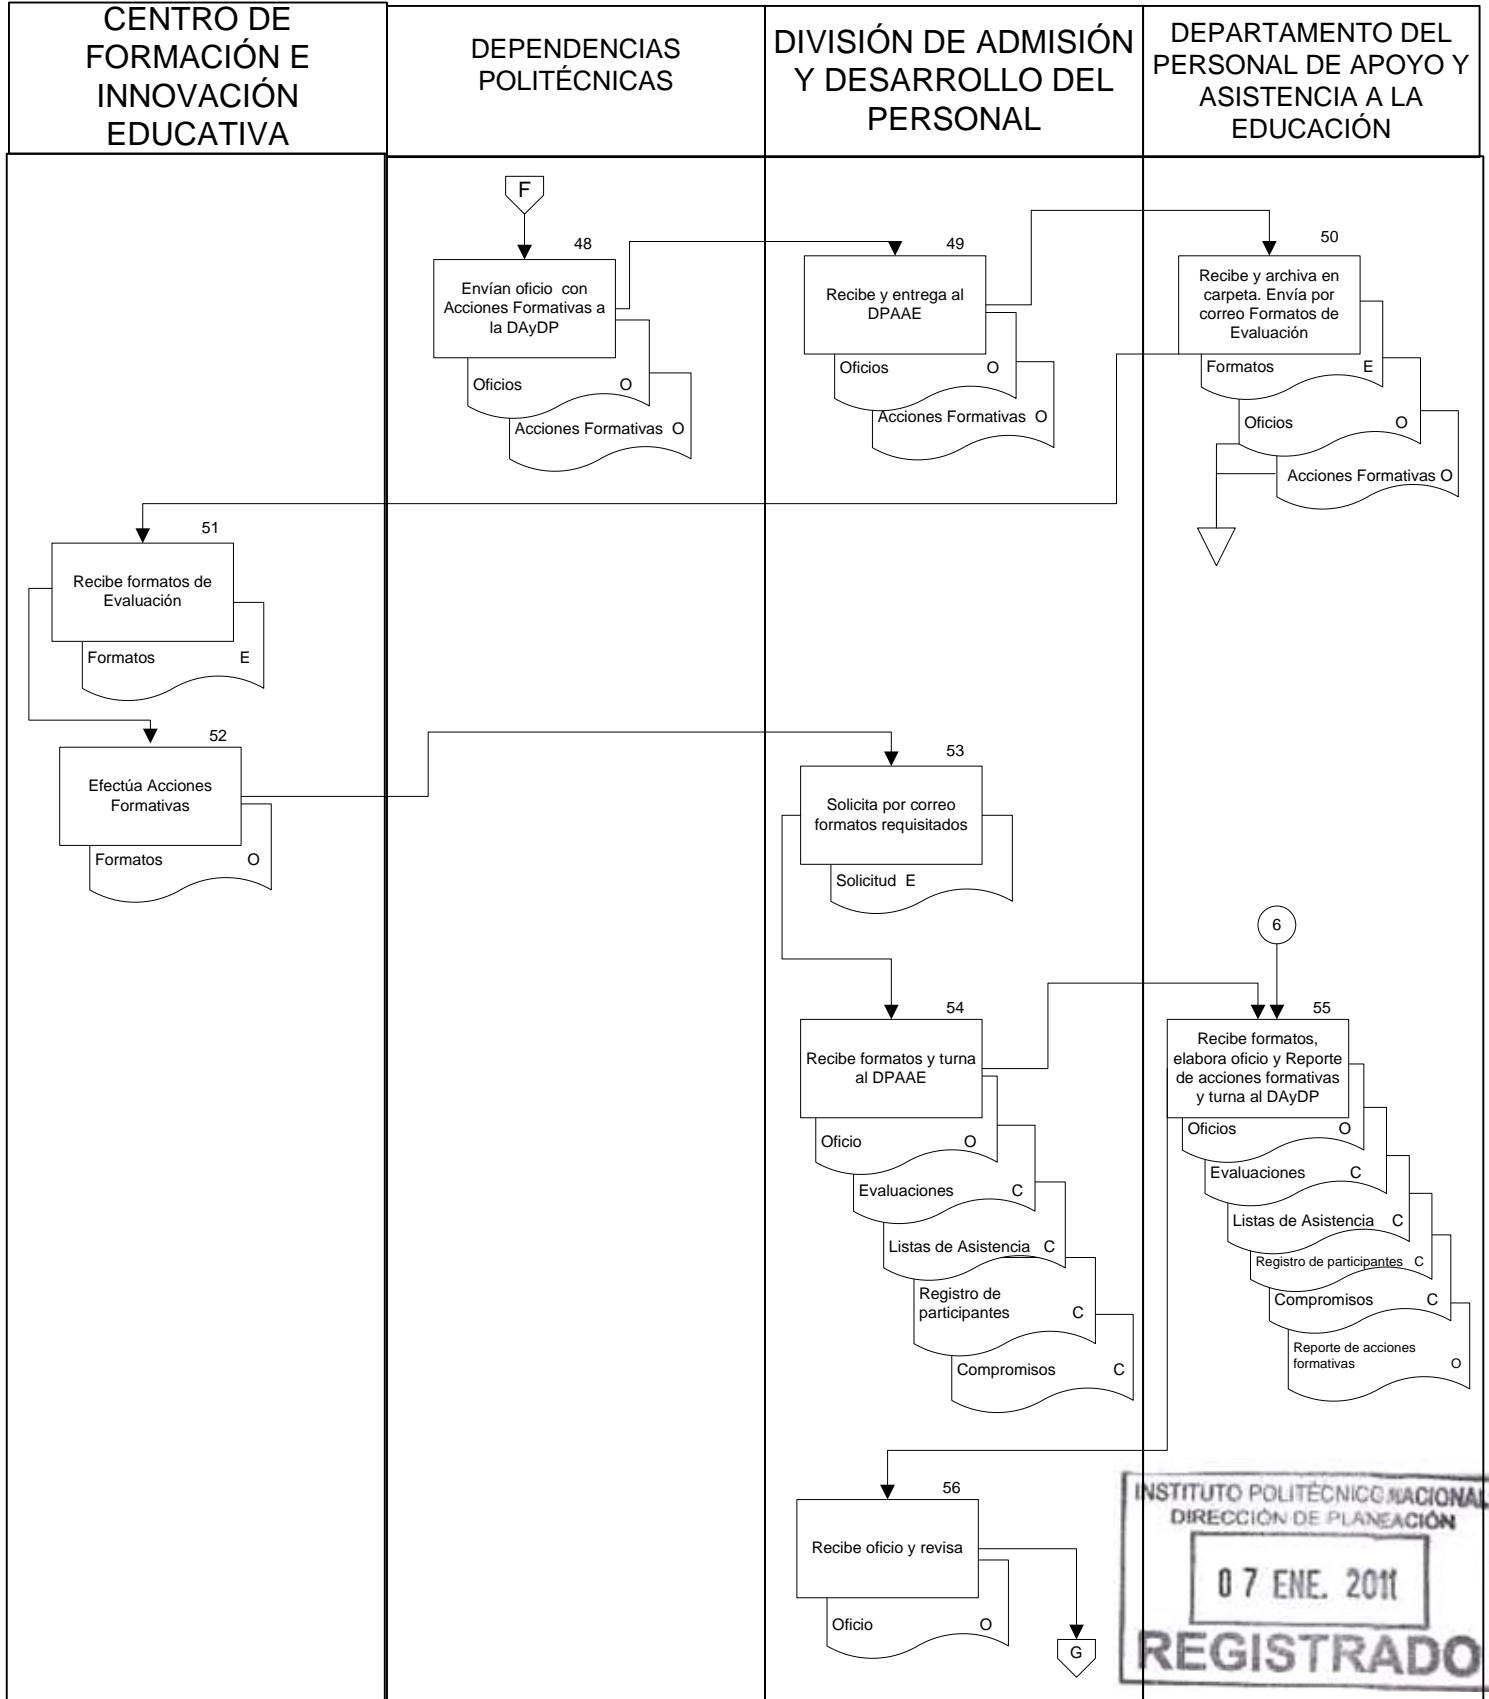 CENTRO DE
FORMACIÓN E
INNOVACIÓN
EDUCATIVA
DEPENDENCIAS
POLITÉCNICAS
DIVISIÓN DE ADMISIÓN
Y DESARROLLO DEL
PERSONAL
DEPARTAMENTO DEL
PERSONAL DE APOYO Y
ASISTENCIA A LA
EDUCACIÓN
F
48
Envían oficio con
Acciones Formativas a
la DAyDP
Oficios O
Acciones Formativas O
49
Recibe y entrega al
DPAAE
Oficios O
Acciones Formativas O
50
Recibe y archiva en
carpeta. Envía por
correo Formatos de
Evaluación
Formatos E
Oficios O
Acciones Formativas O
51
Recibe formatos de
Evaluación
Formatos E
52
Efectúa Acciones
Formativas
Formatos O
53
Solicita por correo
formatos requisitados
Solicitud E
6
54
Recibe formatos y turna
al DPAAE
Oficio O
Evaluaciones C
Listas de Asistencia C
Registro de
participantes C
Compromisos C
55
Recibe formatos,
elabora oficio y Reporte
de acciones formativas
y turna al DAyDP
Oficios O
Evaluaciones C
Listas de Asistencia C
Registro de participantes C
Compromisos C
Reporte de acciones
formativas O
56
Recibe oficio y revisa
Oficio O
G
INSTITUTO POLITÉCNICO NACIONAL
DIRECCIÓN DE PLANEACIÓN
07 ENE. 2011
REGISTRADO